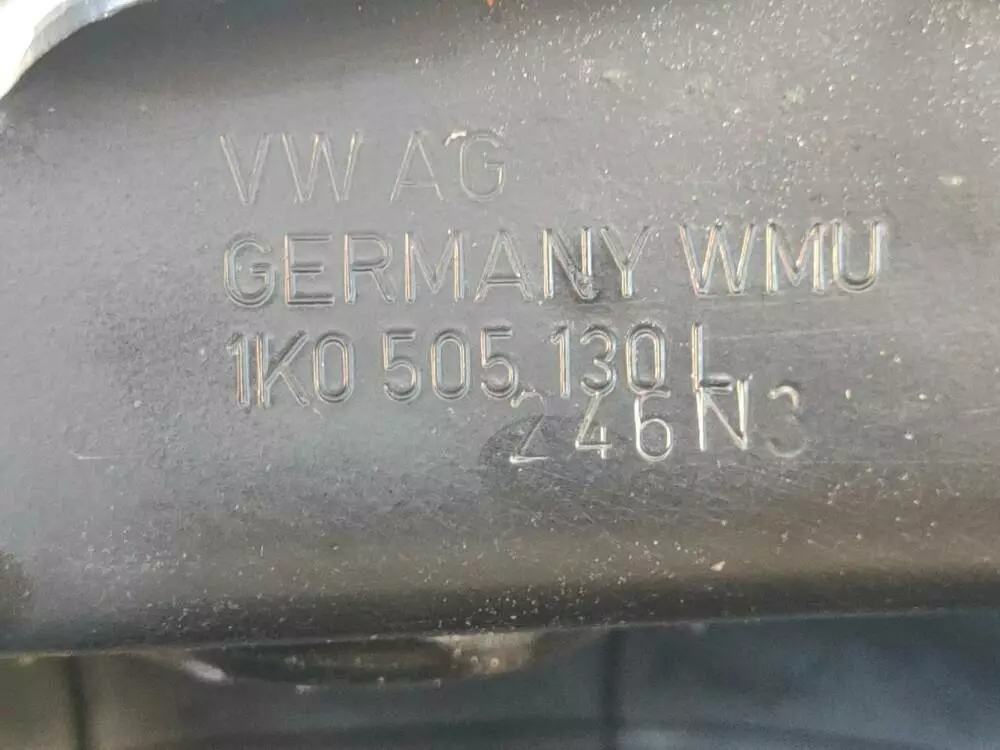 VW AG
GERMANY WMU
1K0 505 130 L
246N3